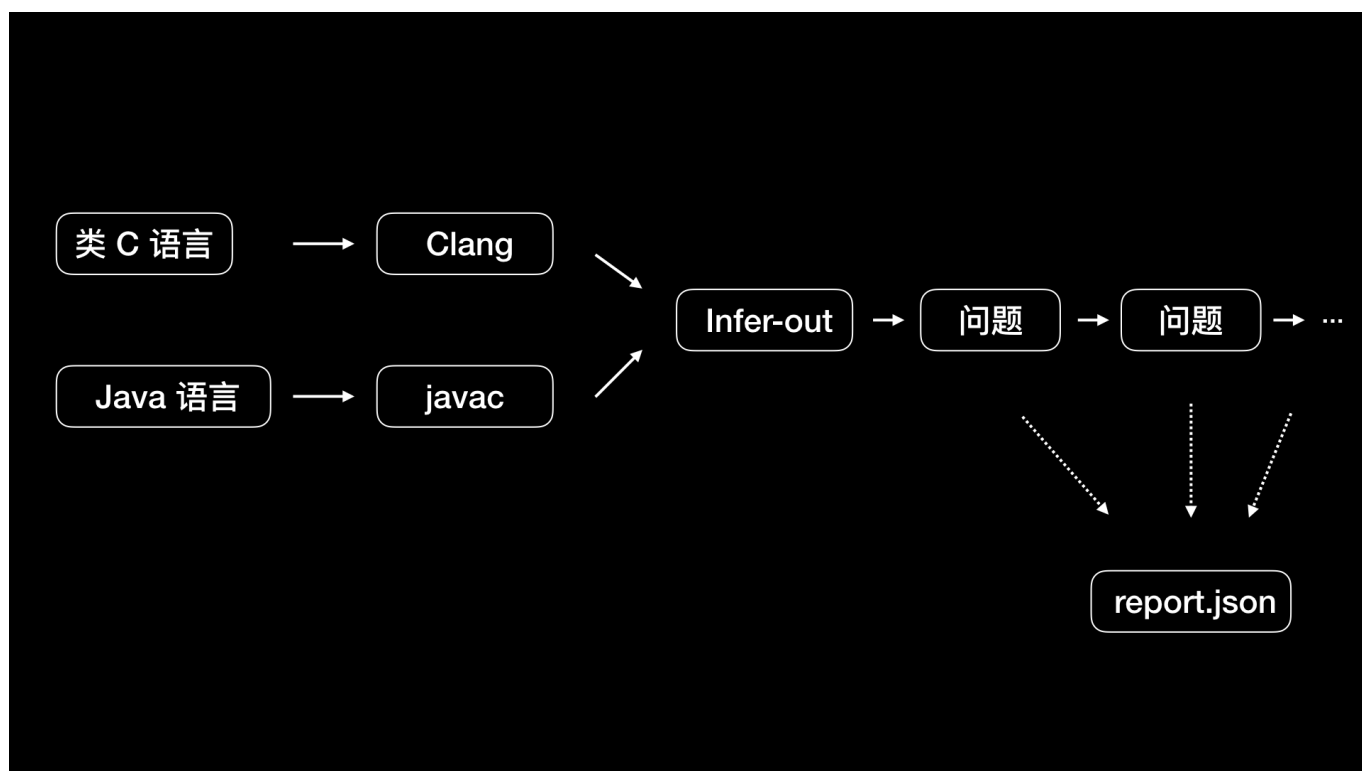 类 C 语言
Clang
Infer-out
问题
问题
...
Java 语言
javac
report.json